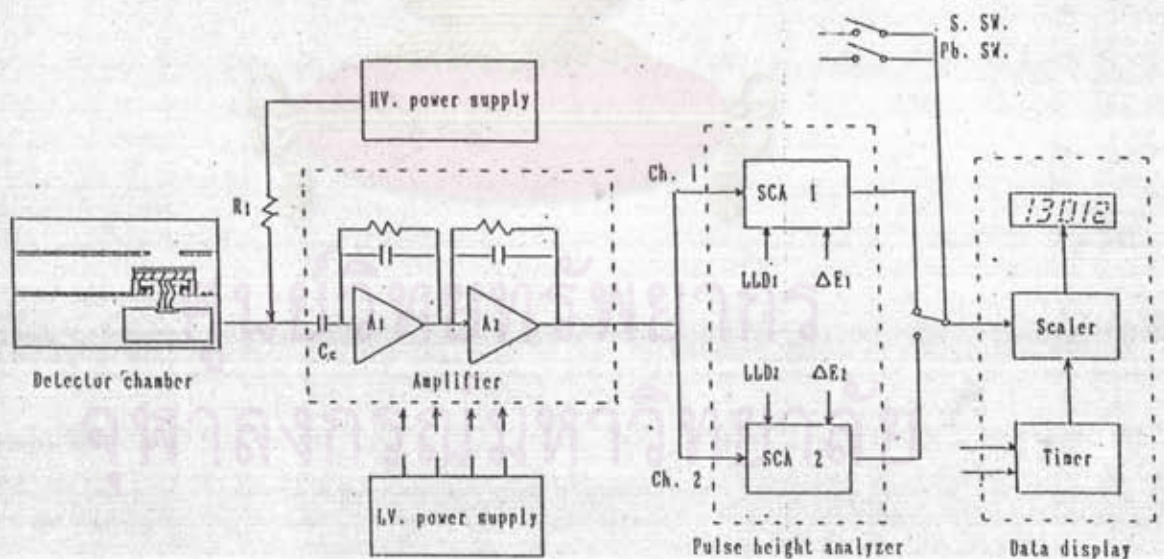 S. SW.
Pb. SW.
HV. power supply
Ch. 1
SCA 1
R1
13012
LLD1
ΔE1
A1
A2
Cc
Scaler
Detector chamber
Amplifier
LLD2
ΔE2
SCA 2
Timer
Ch. 2
LV. power supply
Pulse height analyzer
Data display